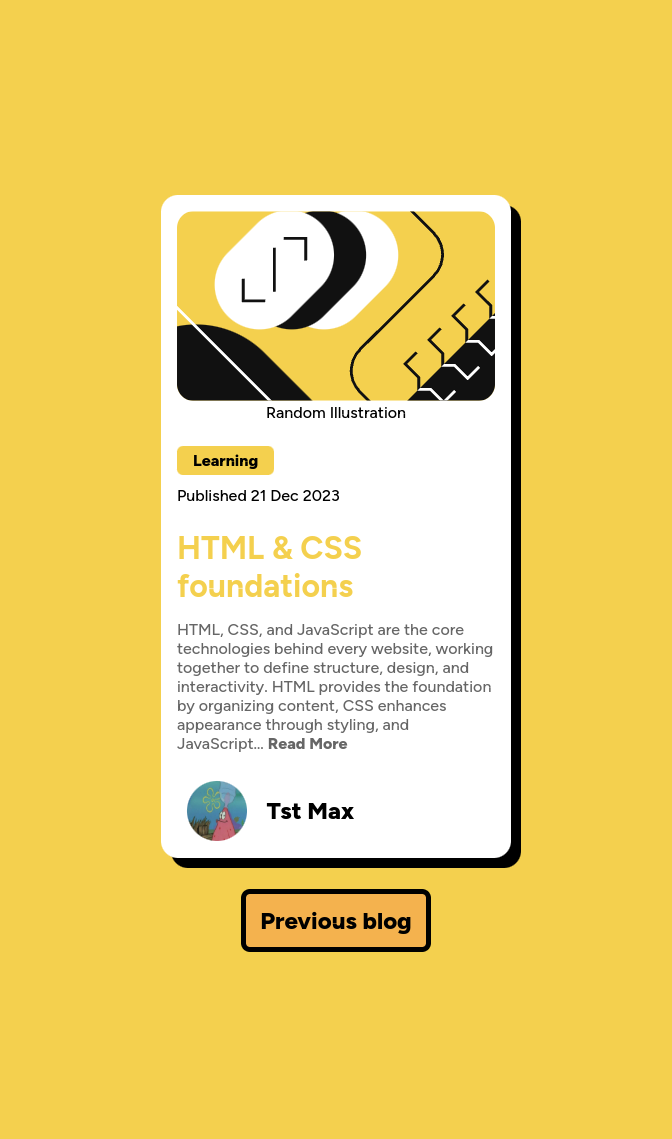 Random Illustration
Learning
Published 21 Dec 2023
HTML & CSS
foundations
HTML, CSS, and JavaScript are the core
technologies behind every website, working
together to define structure, design, and
interactivity. HTML provides the foundation
by organizing content, CSS enhances
appearance through styling, and
JavaScript... Read More
Tst Max
Previous blog